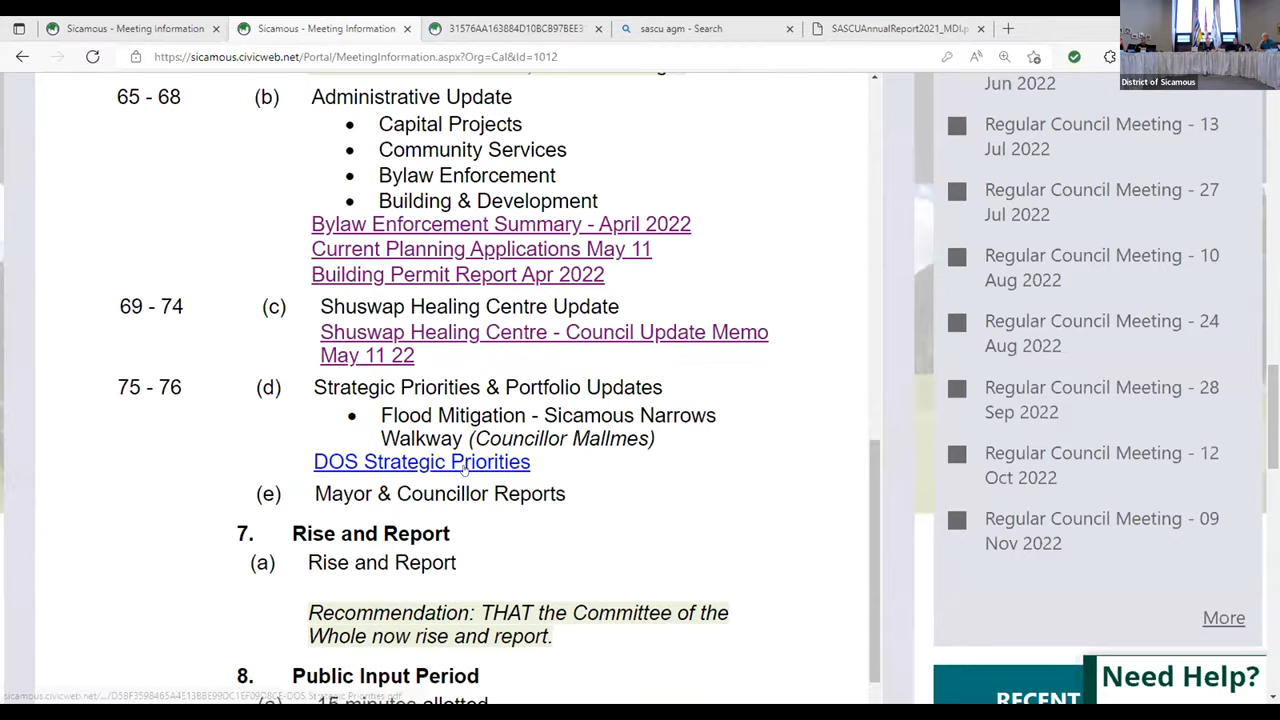 Sicamous - Meeting Information
Sicamous - Meeting Information
31576AA163884D10BCB97BEE3
sascu agm - Search
SASCUAnnualReport2021_MDI.p
https://sicamous.civicweb.net/Portal/MeetingInformation.aspx?Org=Cal&Id=1012
District of Sicamous
65 - 68 (b) Administrative Update
• Capital Projects
• Community Services
• Bylaw Enforcement
• Building & Development
Bylaw Enforcement Summary - April 2022
Current Planning Applications May 11
Building Permit Report Apr 2022
69 - 74 (c) Shuswap Healing Centre Update
Shuswap Healing Centre - Council Update Memo
May 11 22
75 - 76 (d) Strategic Priorities & Portfolio Updates
• Flood Mitigation - Sicamous Narrows
Walkway (Councillor Mallmes)
DOS Strategic Priorities
(e) Mayor & Councillor Reports
7. Rise and Report
(a) Rise and Report
Recommendation: THAT the Committee of the
Whole now rise and report.
8. Public Input Period
15 minutes allotted
Jun 2022
Regular Council Meeting - 13
Jul 2022
Regular Council Meeting - 27
Jul 2022
Regular Council Meeting - 10
Aug 2022
Regular Council Meeting - 24
Aug 2022
Regular Council Meeting - 28
Sep 2022
Regular Council Meeting - 12
Oct 2022
Regular Council Meeting - 09
Nov 2022
More
Need Help?
RECENT